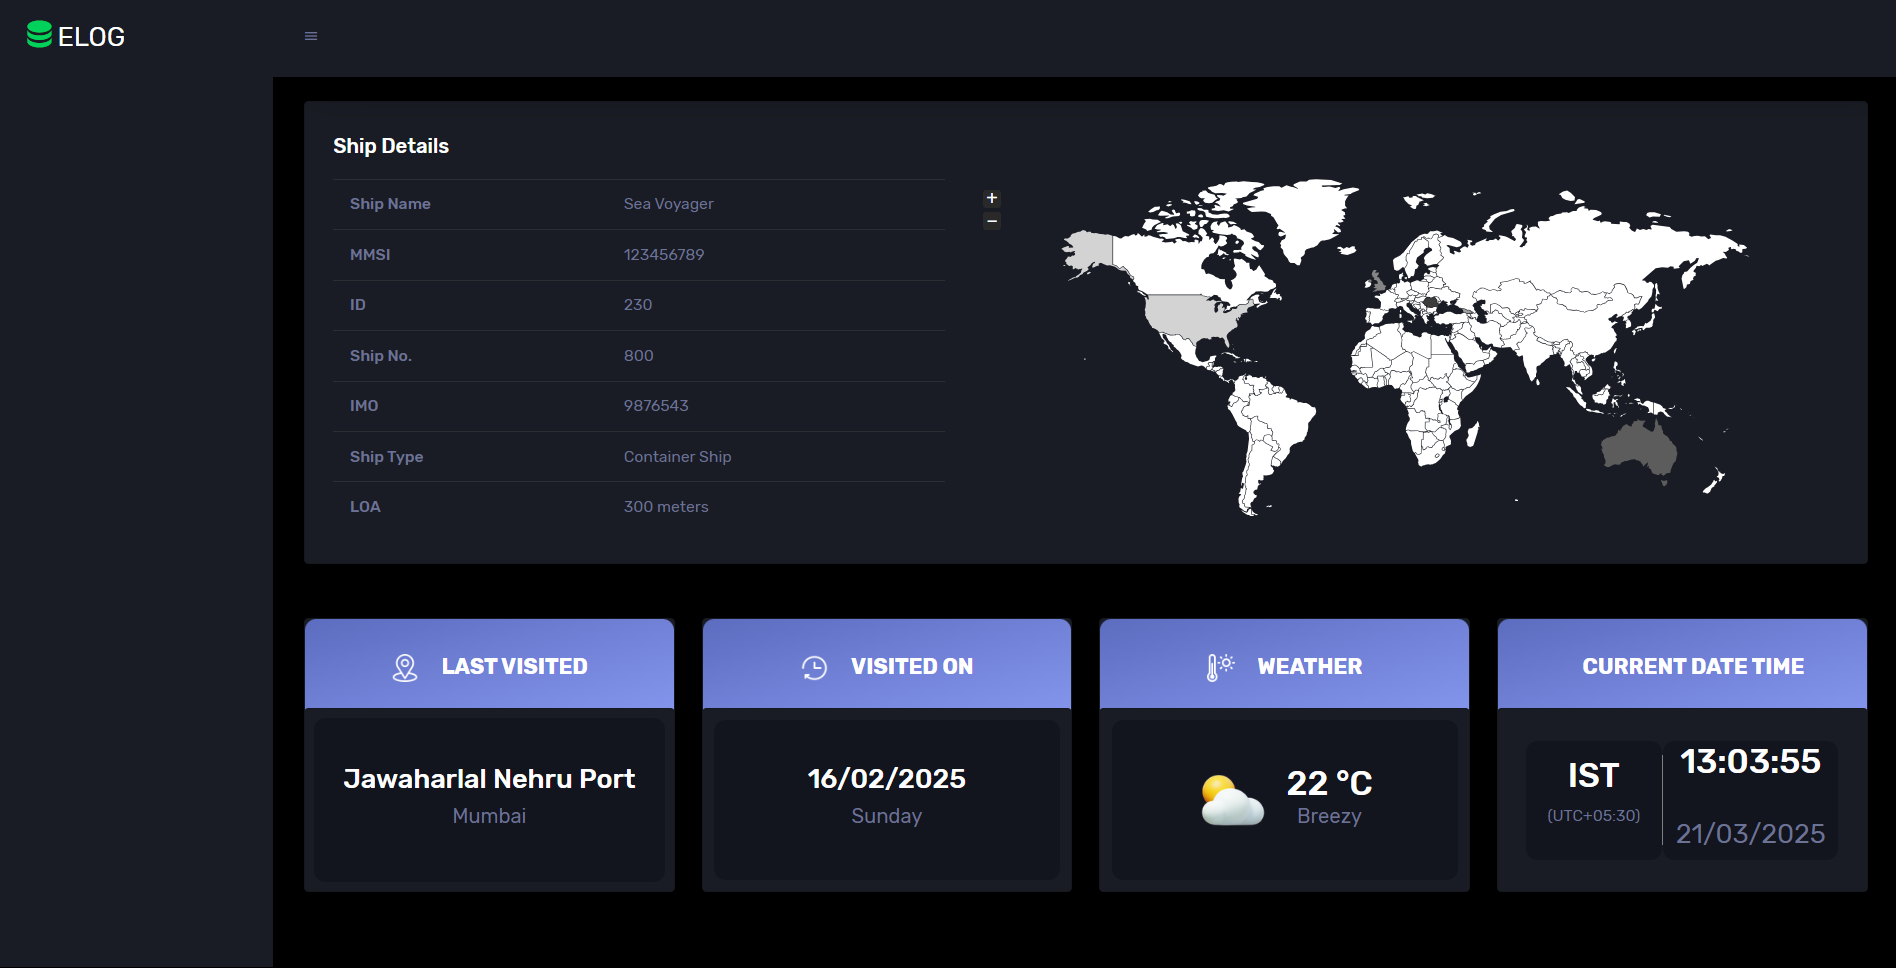 ELOG
Ship Details
Ship Name Sea Voyager
MMSI 123456789
ID 230
Ship No. 800
IMO 9876543
Ship Type Container Ship
LOA 300 meters
+
−
LAST VISITED
Jawaharlal Nehru Port
Mumbai
VISITED ON
16/02/2025
Sunday
WEATHER
22 °C
Breezy
CURRENT DATE TIME
IST
(UTC+05:30)
13:03:55
21/03/2025